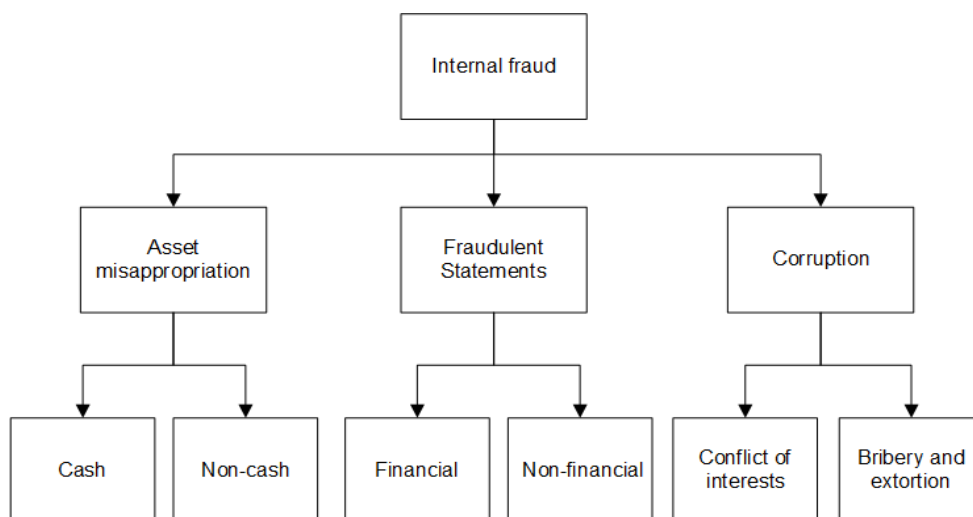 Internal fraud
Asset
misappropriation
Fraudulent
Statements
Corruption
Cash
Non-cash
Financial
Non-financial
Conflict of
interests
Bribery and
extortion